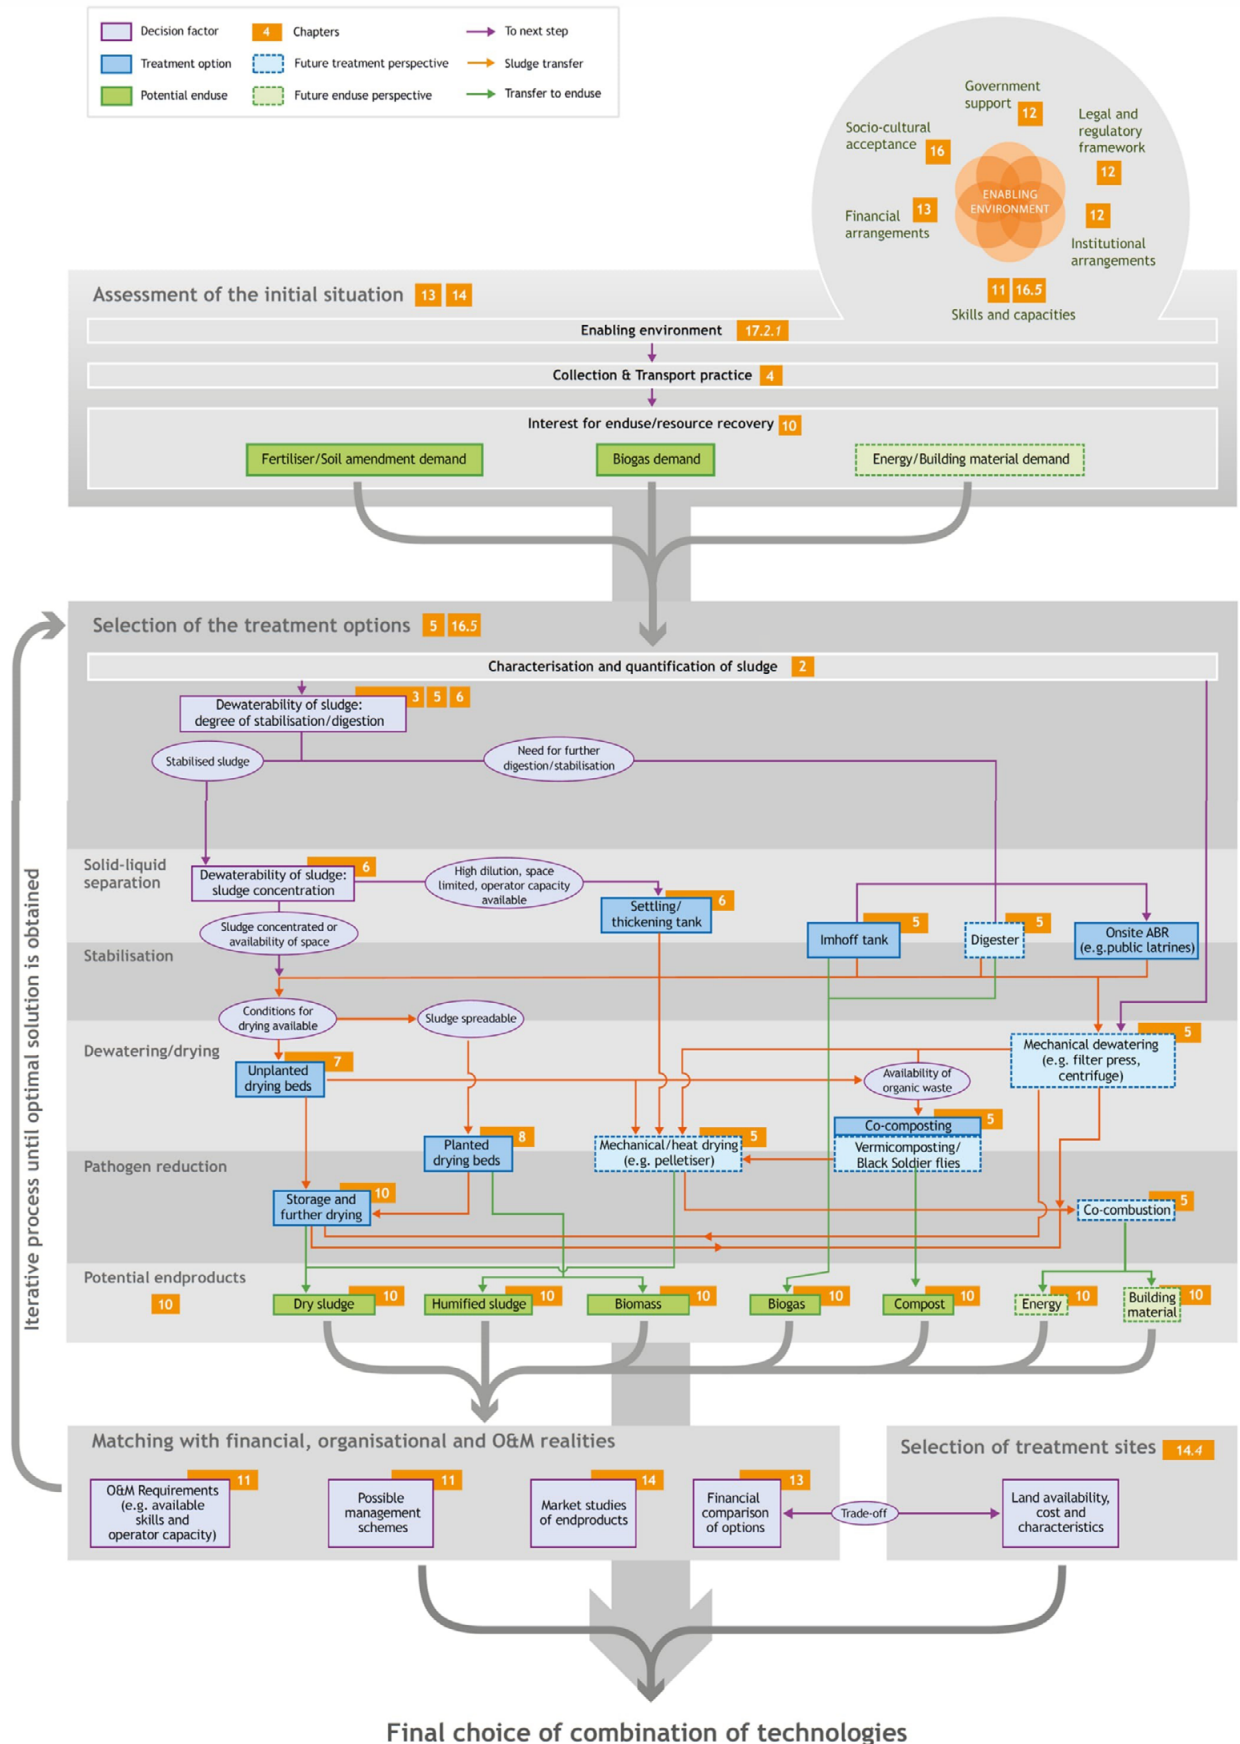 Decision factor
4 Chapters
To next step
Treatment option
Future treatment perspective
Sludge transfer
Potential enduse
Future enduse perspective
Transfer to enduse
Government
support 12
Socio-cultural
acceptance 16
Legal and
regulatory
framework
12
ENABLING
ENVIRONMENT
Financial 13
arrangements
12
Institutional
arrangements
11 16.5
Skills and capacities
Assessment of the initial situation 13 14
Enabling environment 17.2.1
Collection & Transport practice 4
Interest for enduse/resource recovery 10
Fertiliser/Soil amendment demand
Biogas demand
Energy/Building material demand
Iterative process until optimal solution is obtained
Selection of the treatment options 5 16.5
Characterisation and quantification of sludge 2
3 5 6
Dewaterability of sludge:
degree of stabilisation/digestion
Stabilised sludge
Need for further
digestion/stabilisation
Solid-liquid
separation
6
Dewaterability of sludge:
sludge concentration
High dilution, space
limited, operator capacity
available
6
Settling/
thickening tank
Sludge concentrated or
availability of space
5
Imhoff tank
5
Digester
5
Onsite ABR
(e.g.public latrines)
Stabilisation
Conditions for
drying available
Sludge spreadable
Dewatering/drying
7
Unplanted
drying beds
5
Mechanical dewatering
(e.g. filter press,
centrifuge)
Availability of
organic waste
8
Planted
drying beds
5
Mechanical/heat drying
(e.g. pelletiser)
5
Co-composting
Vermicomposting/
Black Soldier flies
Pathogen reduction
10
Storage and
further drying
5
Co-combustion
Potential endproducts
10
Dry sludge 10
Humified sludge 10
Biomass 10
Biogas 10
Compost 10
Energy 10
Building
material 10
Matching with financial, organisational and O&M realities
11
O&M Requirements
(e.g. available
skills and
operator capacity)
11
Possible
management
schemes
14
Market studies
of endproducts
13
Financial
comparison
of options
Trade-off
Selection of treatment sites 14.4
Land availability,
cost and
characteristics
Final choice of combination of technologies